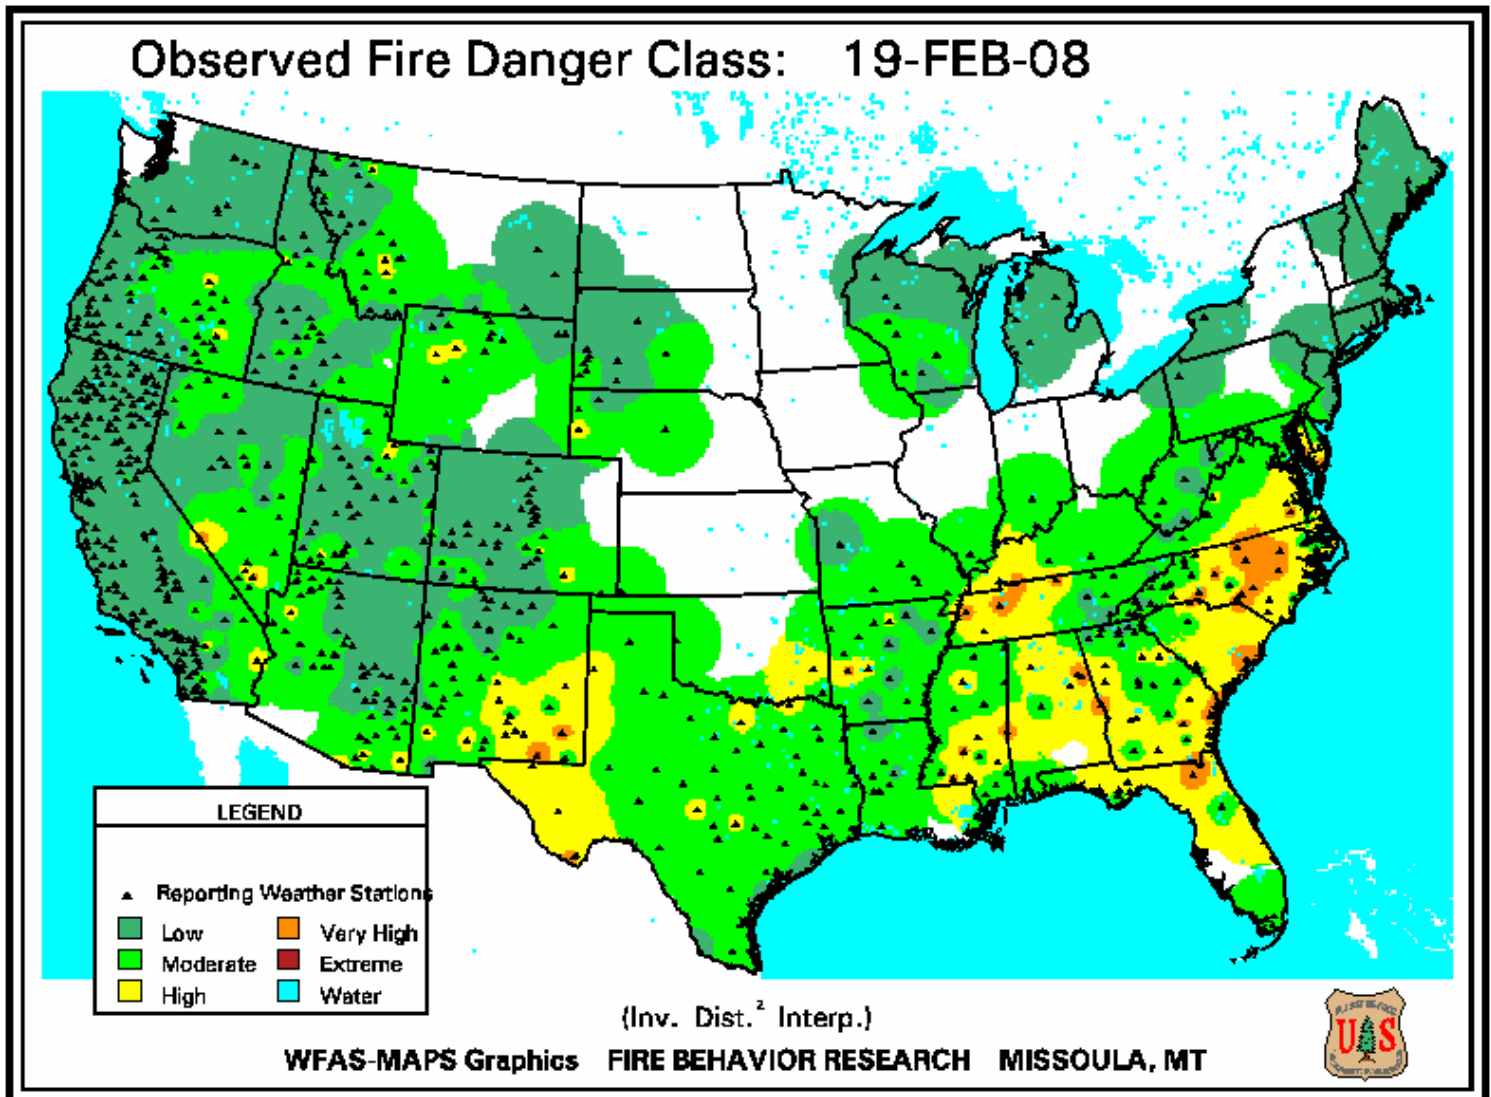 Observed Fire Danger Class: 19-FEB-08
LEGEND
Reporting Weather Stations
Low
Very High
Moderate
Extreme
High
Water
(Inv. Dist.² Interp.)
WFAS-MAPS Graphics FIRE BEHAVIOR RESEARCH MISSOULA, MT
US